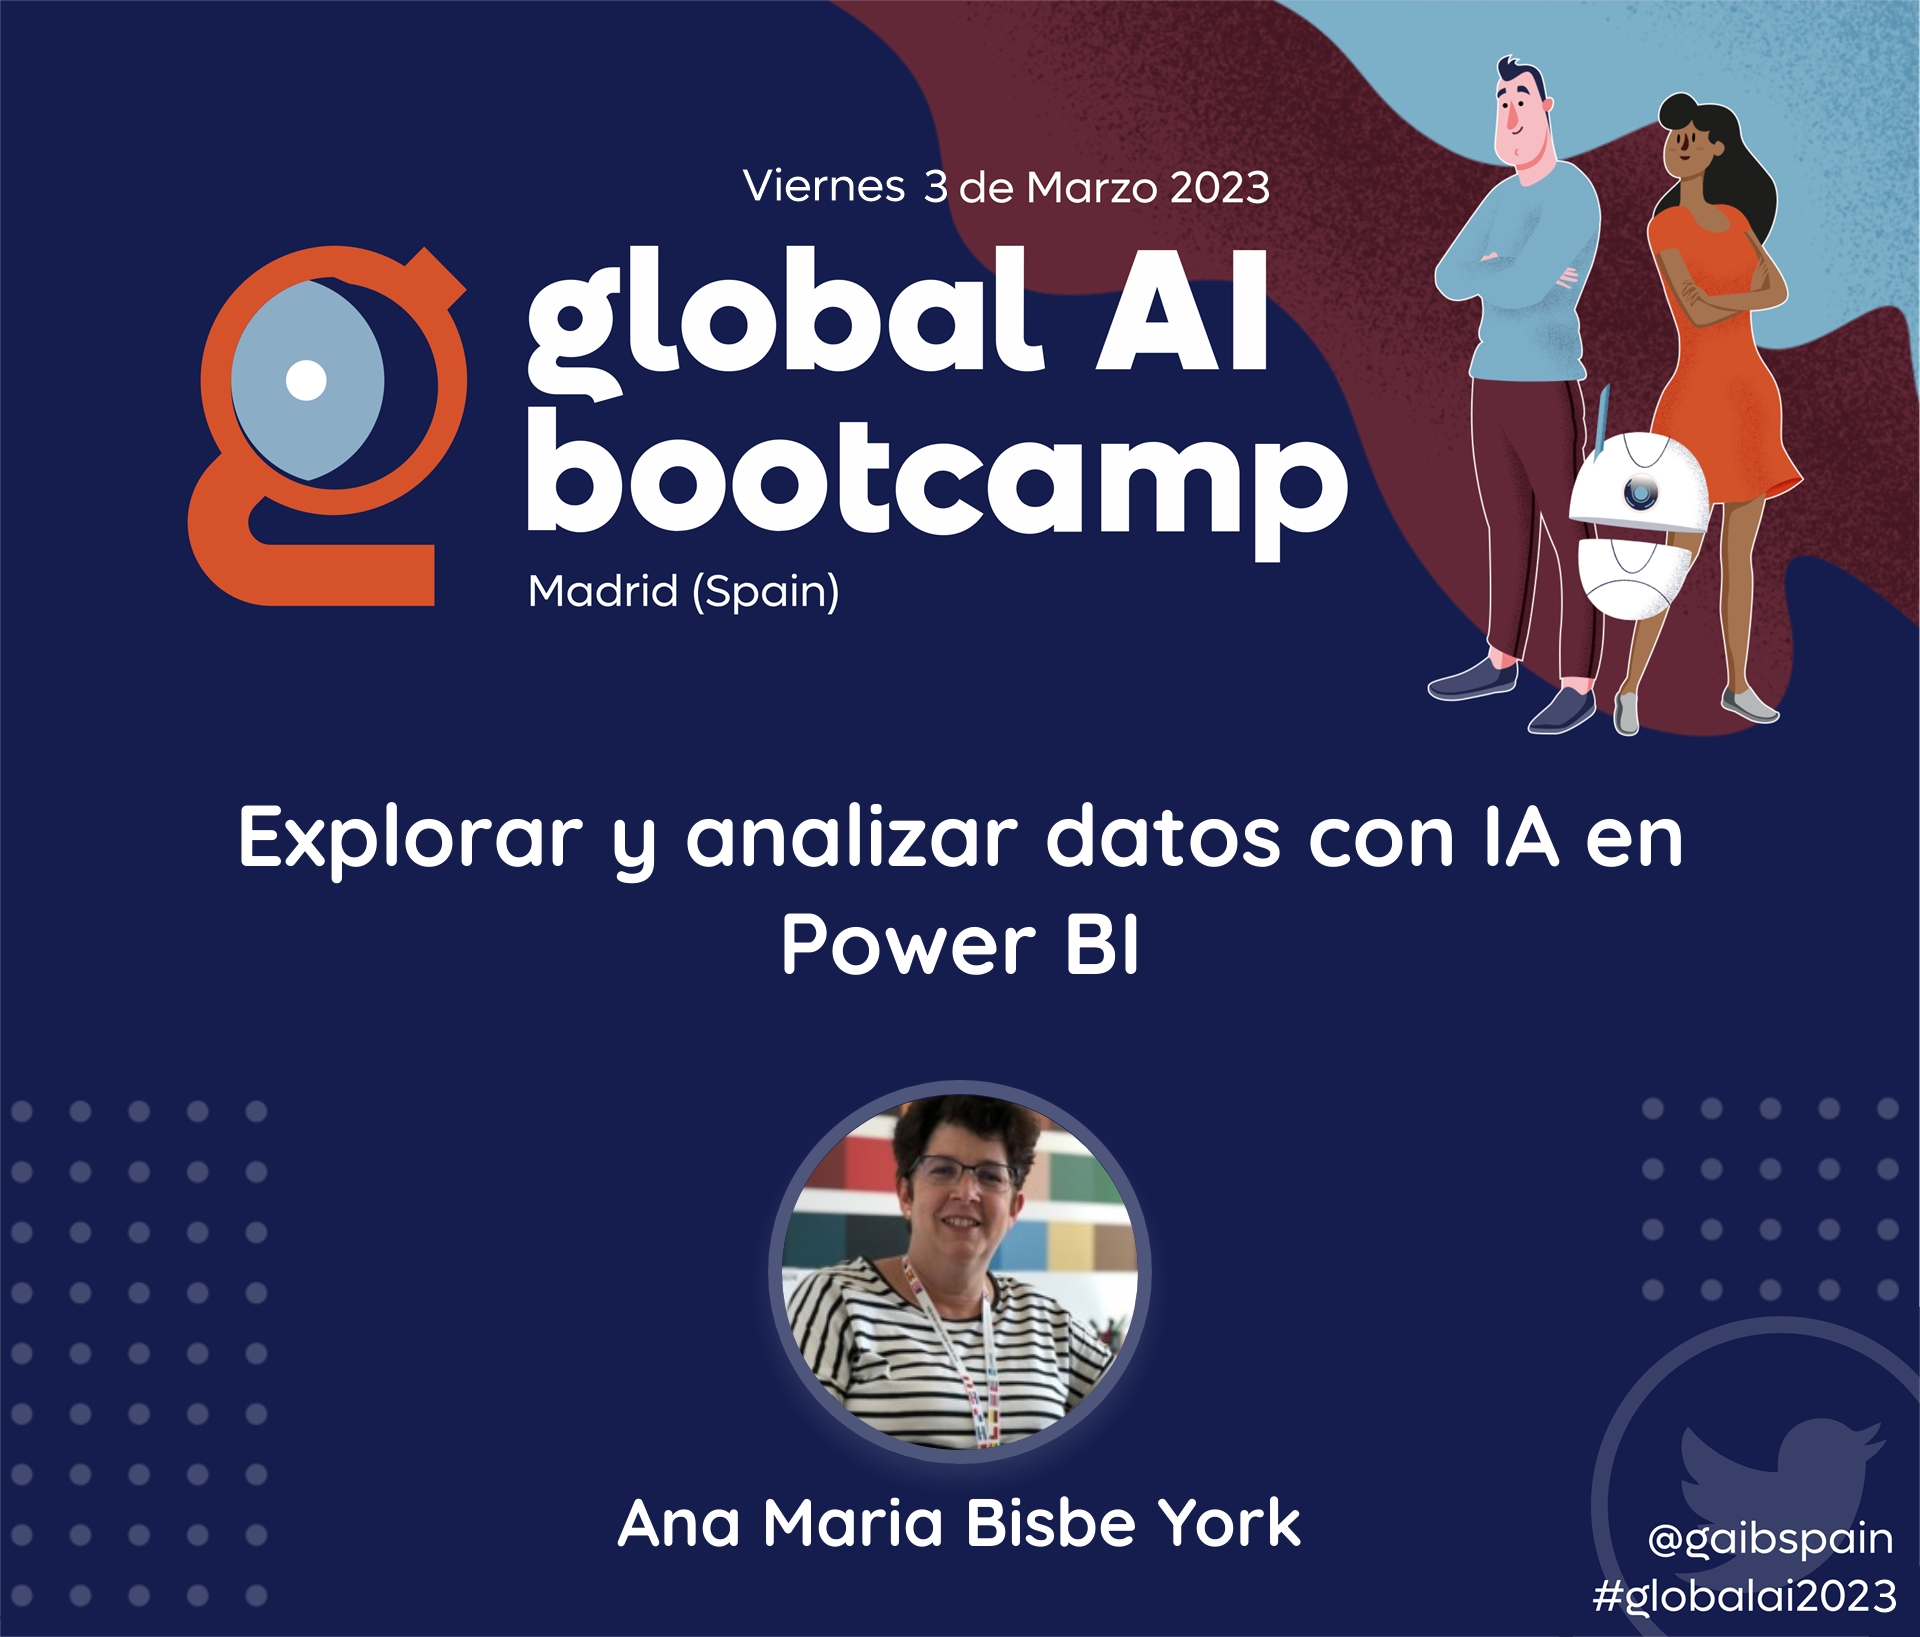 Viernes 3 de Marzo 2023
global AI
bootcamp
Madrid (Spain)
Explorar y analizar datos con IA en
Power BI
Ana Maria Bisbe York
@gaibspain
#globalai2023